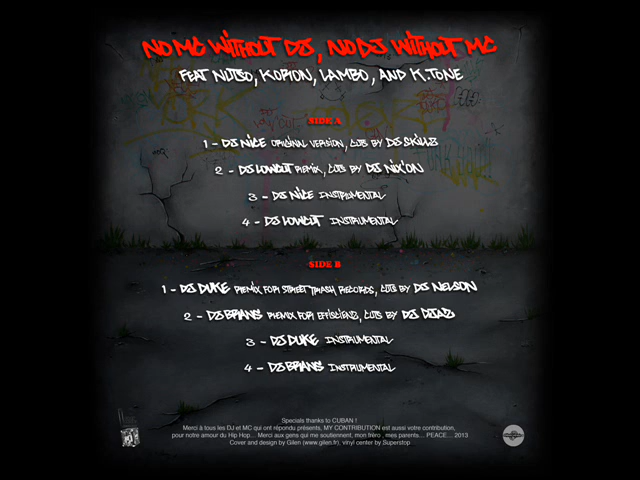 NO MC WITHOUT DJ, NO DJ WITHOUT MC
FEAT NUTSO, KORON, LAMBO, AND K.TONE
SIDE A
1 - DJ NICE ORIGINAL VERSION, CUTS BY DJ SKILLZ
2 - DJ LOWCUT REMIX, CUTS BY DJ NIX'ON
3 - DJ NICE INSTRUMENTAL
4 - DJ LOWCUT INSTRUMENTAL
SIDE B
1 - DJ DUKE REMIX FOR STREET TRASH RECORDS, CUTS BY DJ NELSON
2 - DJ BRANS REMIX FOR EFFISCIENZ, CUTS BY DJ DJAZ
3 - DJ DUKE INSTRUMENTAL
4 - DJ BRANS INSTRUMENTAL
Specials thanks to CUBAN !
Merci à tous les DJ et MC qui ont répondu présents, MY CONTRIBUTION est aussi votre contribution,
pour notre amour du Hip Hop... Merci aux gens qui me soutiennent, mon frère , mes parents... PEACE... 2013
Cover and design by Gilen (www.gilen.fr), vinyl center by Superstop